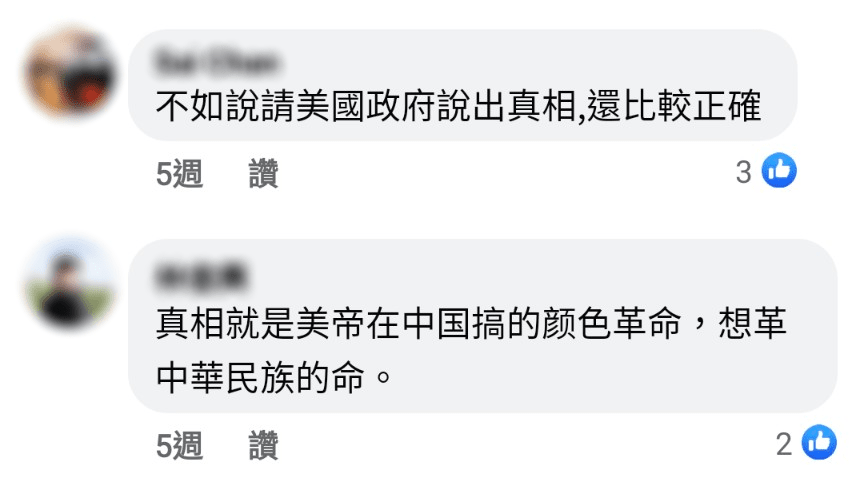 不如說請美國政府說出真相,還比較正確
5週 讚 3
真相就是美帝在中国搞的颜色革命，想革
中華民族的命。
5週 讚 2